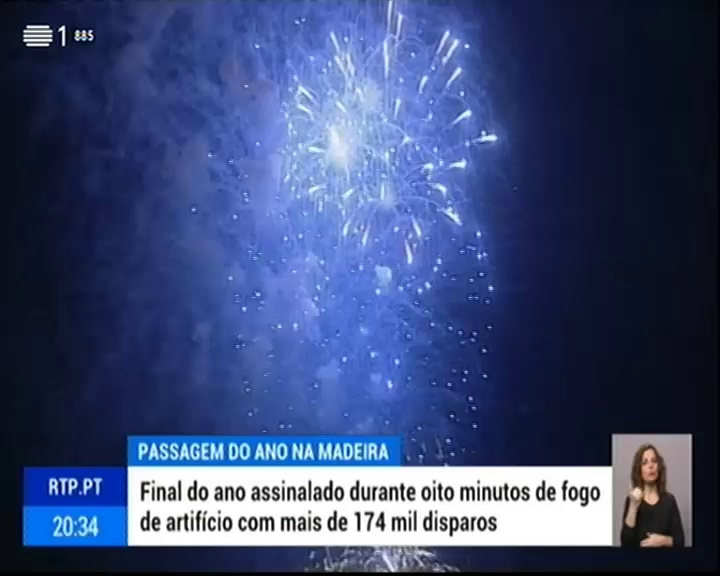 1 885
PASSAGEM DO ANO NA MADEIRA
RTP.PT
Final do ano assinalado durante oito minutos de fogo
de artifício com mais de 174 mil disparos
20:34